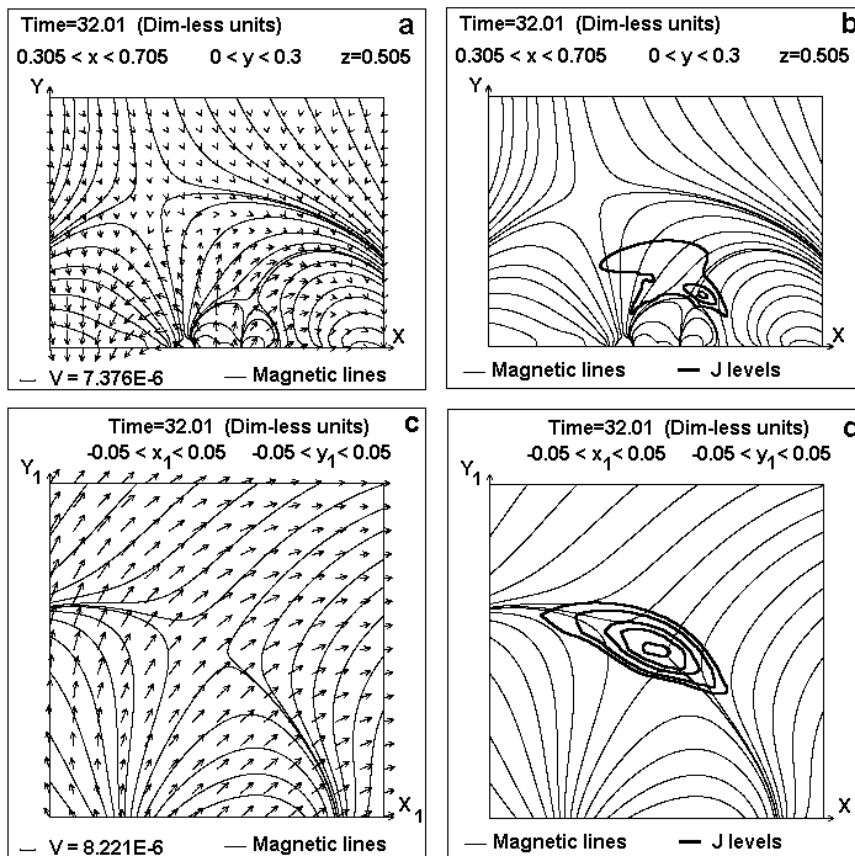 Time=32.01 (Dim-less units) a
0.305 < x < 0.705 0 < y < 0.3 z=0.505
Y
X
V = 7.376E-6 — Magnetic lines
Time=32.01 (Dim-less units) b
0.305 < x < 0.705 0 < y < 0.3 z=0.505
Y
X
— Magnetic lines — J levels
Time=32.01 (Dim-less units) c
-0.05 < x₁ < 0.05 -0.05 < y₁ < 0.05
Y₁
X₁
V = 8.221E-6 — Magnetic lines
Time=32.01 (Dim-less units) d
-0.05 < x₁ < 0.05 -0.05 < y₁ < 0.05
Y₁
X
— Magnetic lines — J levels